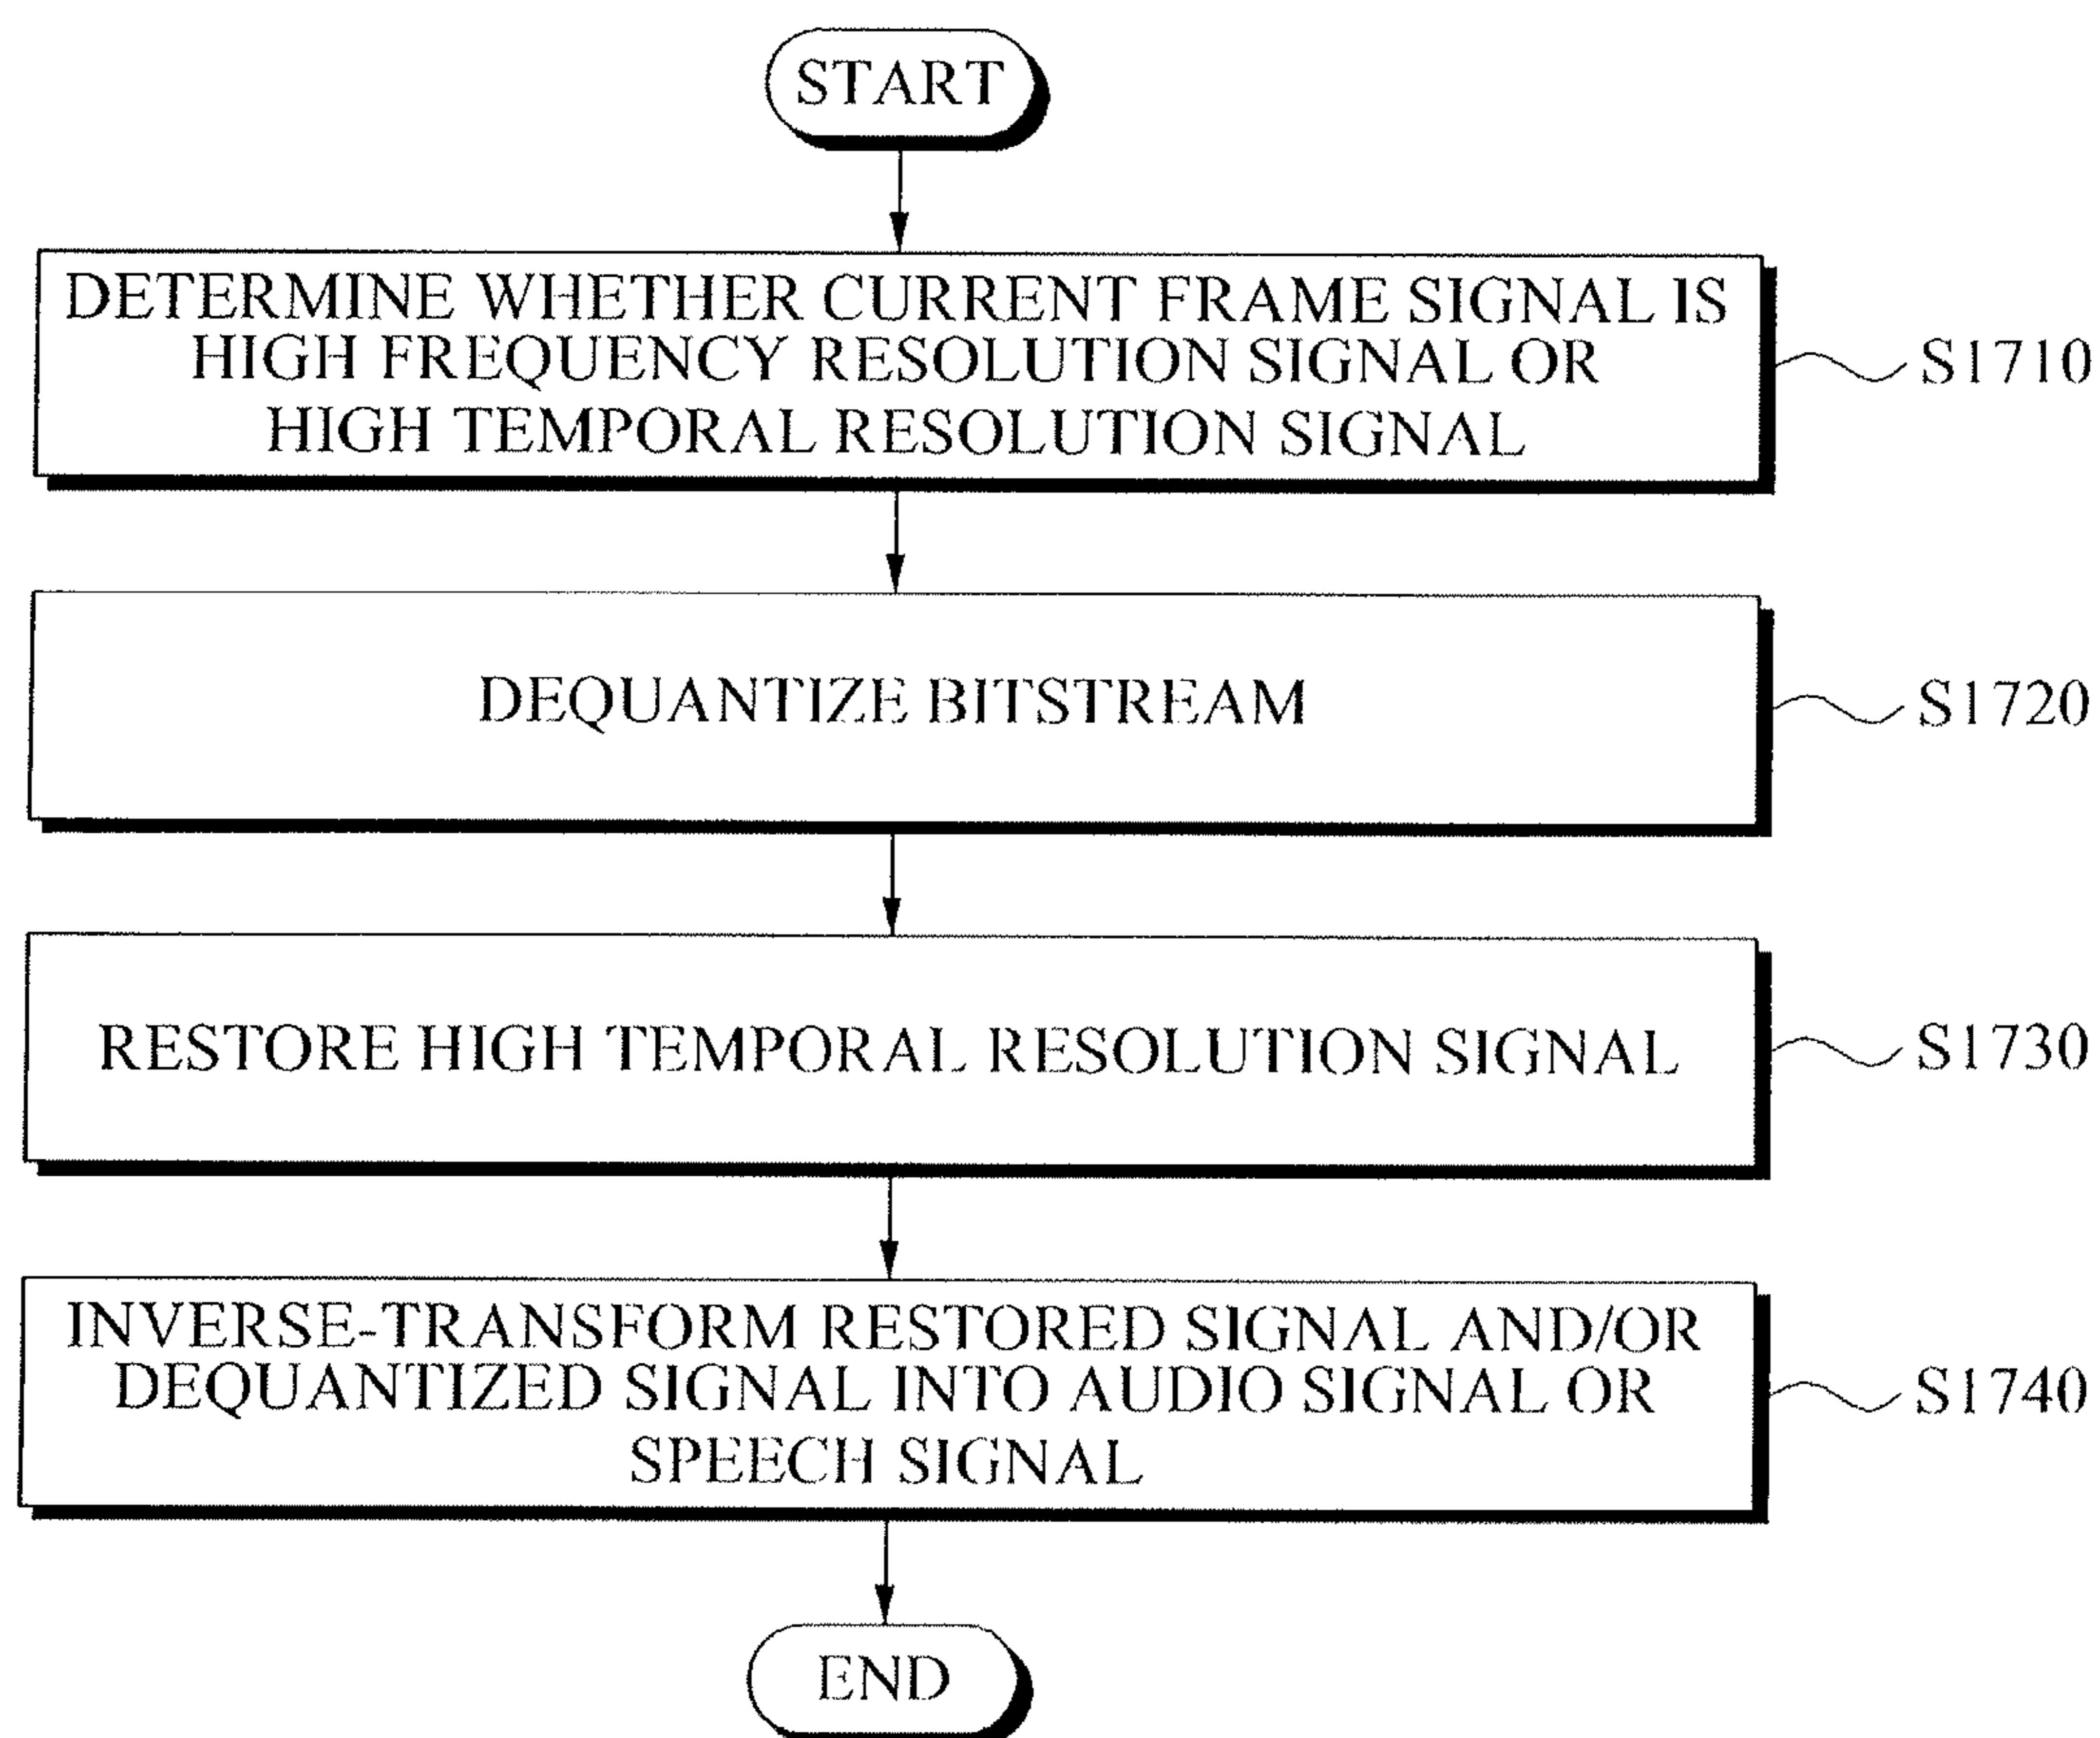 START
DETERMINE WHETHER CURRENT FRAME SIGNAL IS
HIGH FREQUENCY RESOLUTION SIGNAL OR
HIGH TEMPORAL RESOLUTION SIGNAL
S1710
DEQUANTIZE BITSTREAM
S1720
RESTORE HIGH TEMPORAL RESOLUTION SIGNAL
S1730
INVERSE-TRANSFORM RESTORED SIGNAL AND/OR
DEQUANTIZED SIGNAL INTO AUDIO SIGNAL OR
SPEECH SIGNAL
S1740
END